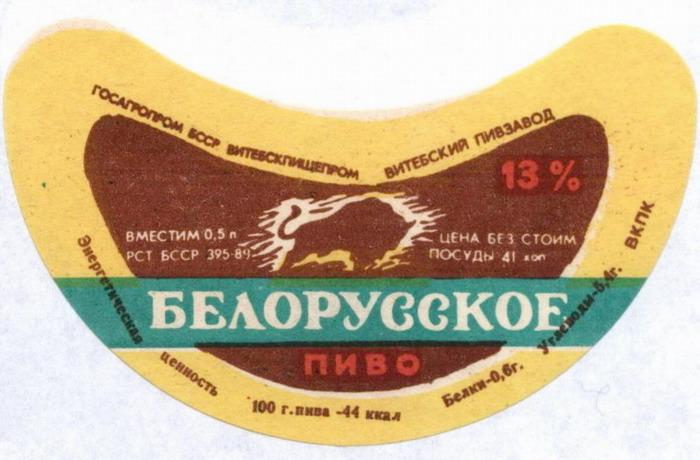 ГОСАГРОПРОМ БССР ВИТЕБСКПИЩЕПРОМ ВИТЕБСКИЙ ПИВЗАВОД
13 %
ВМЕСТИМ 0,5 л
РСТ БССР 395-89
ЦЕНА БЕЗ СТОИМ
ПОСУДЫ 41 коп
БЕЛОРУССКОЕ
ПИВО
Энергетическая ценность 100 г. пива -44 ккал Белки-0,6г. Углеводы-5,4г. ВКПК